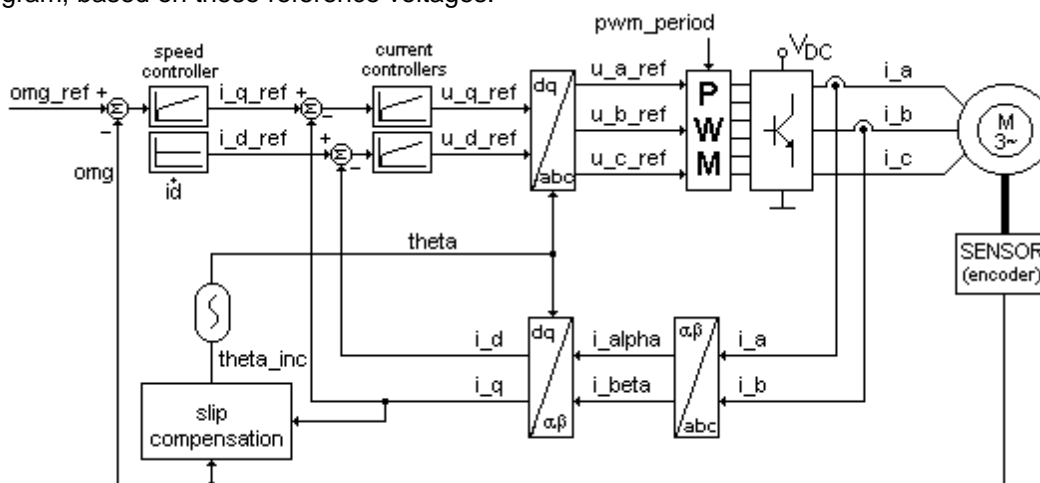 gram, based on these reference voltages.
pwm_period
speed
controller
current
controllers
V_DC
omg_ref
+
Σ
−
i_q_ref
+
Σ
−
u_q_ref
dq
abc
u_a_ref
P
W
M
i_a
i_d_ref
+
Σ
−
u_d_ref
u_b_ref
i_b
M
3~
omg
id
*
u_c_ref
i_c
theta
SENSOR
(encoder)
theta_inc
i_d
dq
αβ
i_alpha
αβ
abc
i_a
i_q
i_beta
i_b
slip
compensation